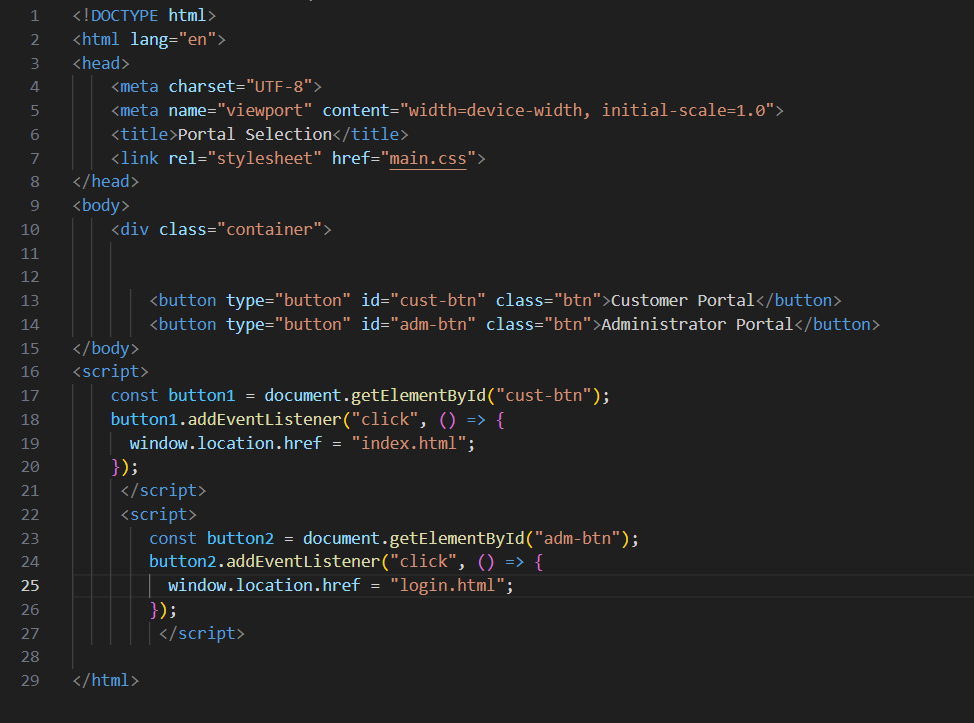 1 <!DOCTYPE html>
2 <html lang="en">
3 <head>
4     <meta charset="UTF-8">
5     <meta name="viewport" content="width=device-width, initial-scale=1.0">
6     <title>Portal Selection</title>
7     <link rel="stylesheet" href="main.css">
8 </head>
9 <body>
10     <div class="container">
11
12
13         <button type="button" id="cust-btn" class="btn">Customer Portal</button>
14         <button type="button" id="adm-btn" class="btn">Administrator Portal</button>
15 </body>
16 <script>
17     const button1 = document.getElementById("cust-btn");
18     button1.addEventListener("click", () => {
19       window.location.href = "index.html";
20     });
21      </script>
22      <script>
23         const button2 = document.getElementById("adm-btn");
24         button2.addEventListener("click", () => {
25           window.location.href = "login.html";
26         });
27          </script>
28
29 </html>